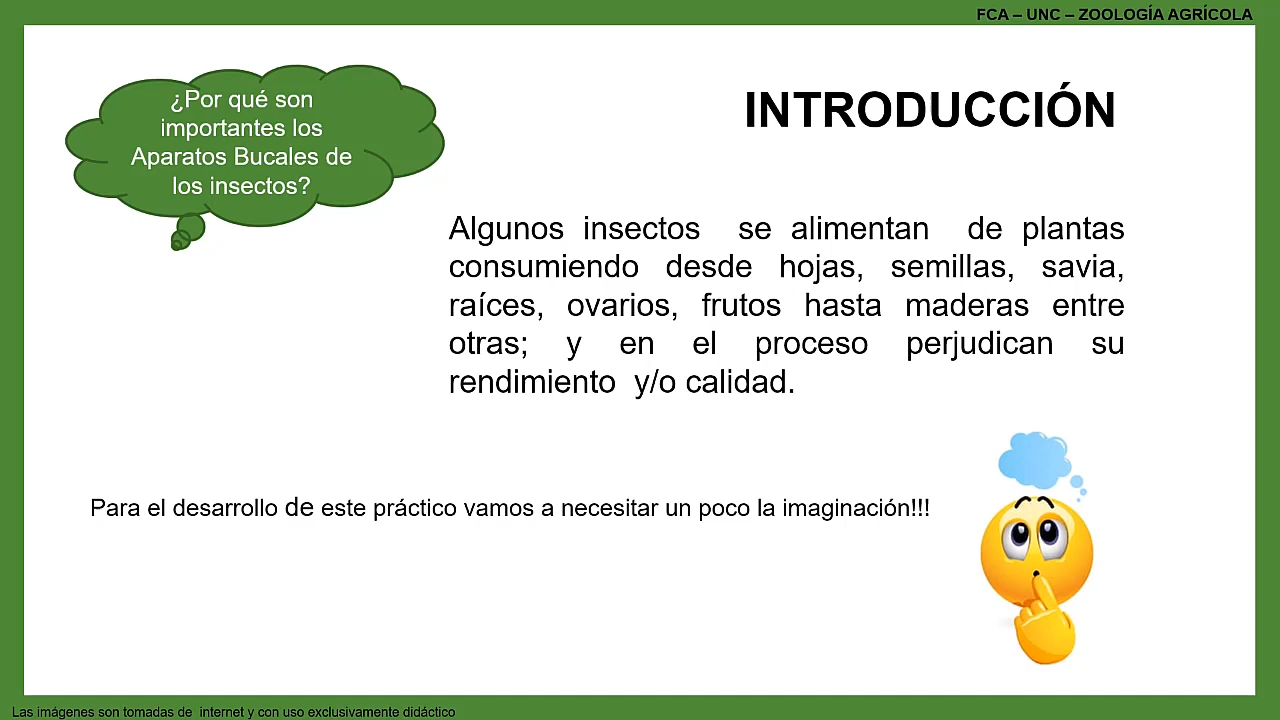 FCA – UNC – ZOOLOGÍA AGRÍCOLA
¿Por qué son
importantes los
Aparatos Bucales de
los insectos?
INTRODUCCIÓN
Algunos insectos se alimentan de plantas
consumiendo desde hojas, semillas, savia,
raíces, ovarios, frutos hasta maderas entre
otras; y en el proceso perjudican su
rendimiento y/o calidad.
Para el desarrollo de este práctico vamos a necesitar un poco la imaginación!!!
Las imágenes son tomadas de internet y con uso exclusivamente didáctico